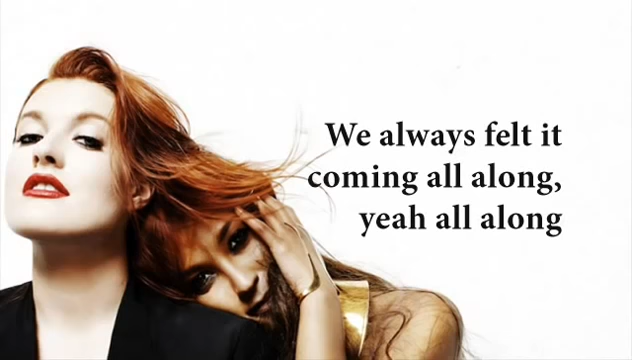 We always felt it
coming all along,
yeah all along